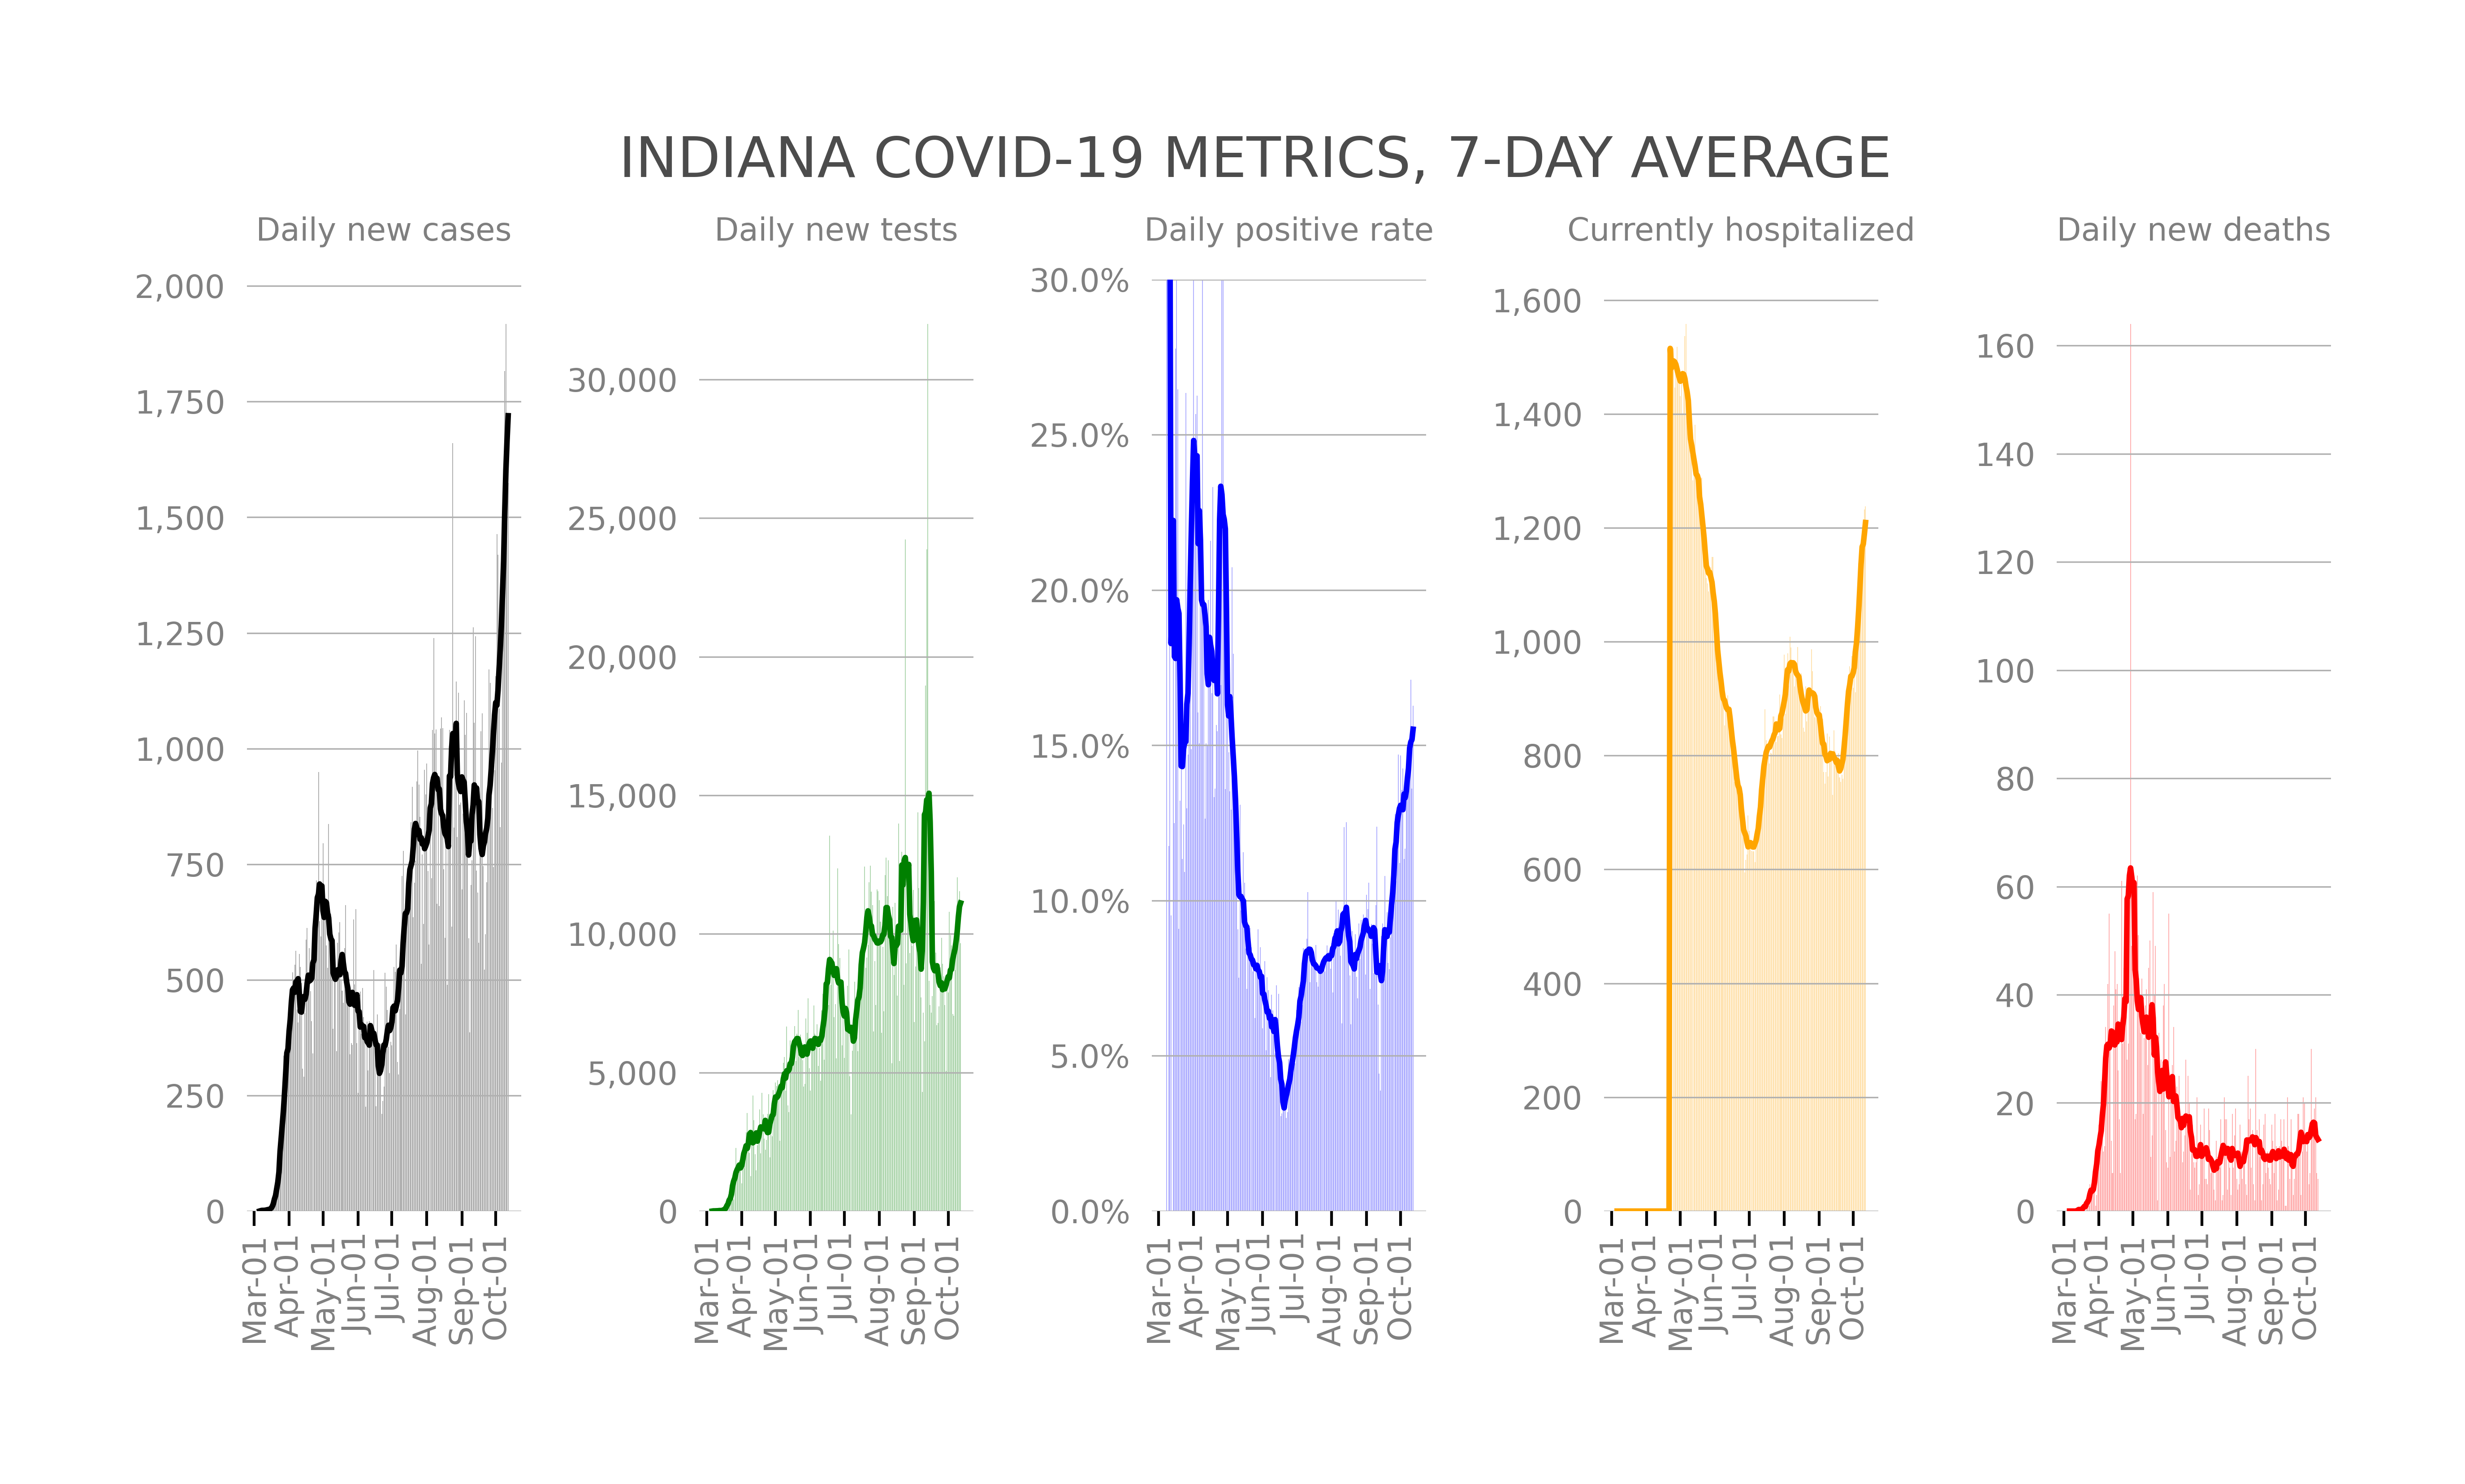 INDIANA COVID-19 METRICS, 7-DAY AVERAGE
Daily new cases
2,000
1,750
1,500
1,250
1,000
750
500
250
0
Mar-01
Apr-01
May-01
Jun-01
Jul-01
Aug-01
Sep-01
Oct-01
Daily new tests
30,000
25,000
20,000
15,000
10,000
5,000
0
Mar-01
Apr-01
May-01
Jun-01
Jul-01
Aug-01
Sep-01
Oct-01
Daily positive rate
30.0%
25.0%
20.0%
15.0%
10.0%
5.0%
0.0%
Mar-01
Apr-01
May-01
Jun-01
Jul-01
Aug-01
Sep-01
Oct-01
Currently hospitalized
1,600
1,400
1,200
1,000
800
600
400
200
0
Mar-01
Apr-01
May-01
Jun-01
Jul-01
Aug-01
Sep-01
Oct-01
Daily new deaths
160
140
120
100
80
60
40
20
0
Mar-01
Apr-01
May-01
Jun-01
Jul-01
Aug-01
Sep-01
Oct-01